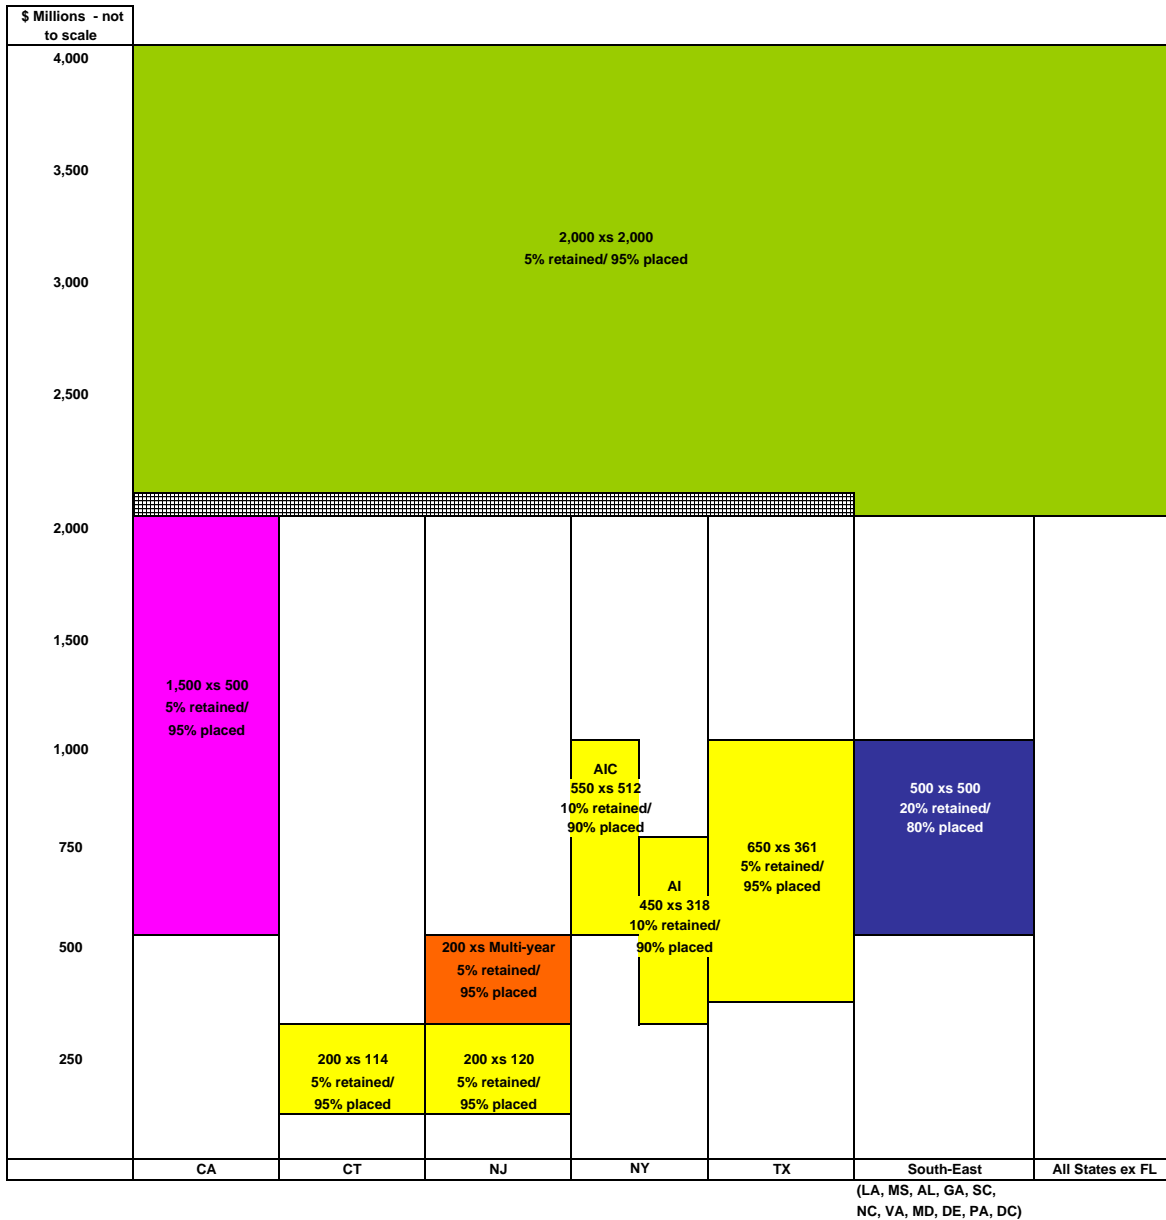 $ Millions - not
to scale
4,000
3,500
2,000 xs 2,000
5% retained/ 95% placed
3,000
2,500
2,000
1,500
1,500 xs 500
5% retained/
95% placed
1,000
AIC
550 xs 512
10% retained/
90% placed
500 xs 500
20% retained/
80% placed
750
650 xs 361
5% retained/
95% placed
AI
450 xs 318
10% retained/
90% placed
500
200 xs Multi-year
5% retained/
95% placed
250
200 xs 114
5% retained/
95% placed
200 xs 120
5% retained/
95% placed
CA
CT
NJ
NY
TX
South-East
All States ex FL
(LA, MS, AL, GA, SC,
NC, VA, MD, DE, PA, DC)